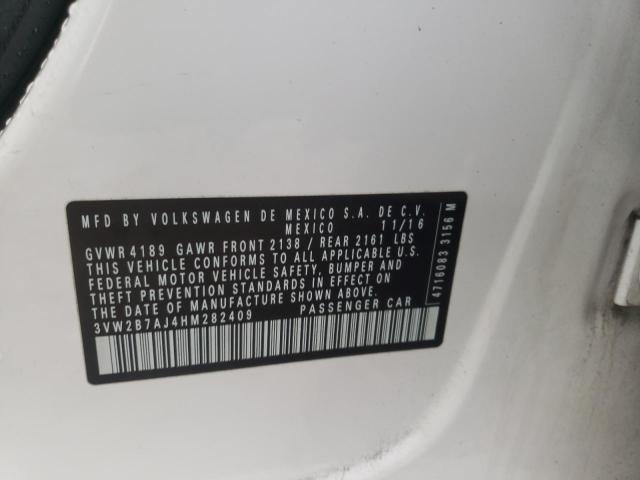 MFD BY VOLKSWAGEN DE MEXICO S.A. DE C.V.
MEXICO 11/16
GVWR 4189 GAWR FRONT 2138 / REAR 2161 LBS
THIS VEHICLE CONFORMS TO ALL APPLICABLE U.S.
FEDERAL MOTOR VEHICLE SAFETY, BUMPER AND
THEFT PREVENTION STANDARDS IN EFFECT ON
THE DATE OF MANUFACTURE SHOWN ABOVE.
3VW2B7AJ4HM282409 PASSENGER CAR
4716083 3156 M